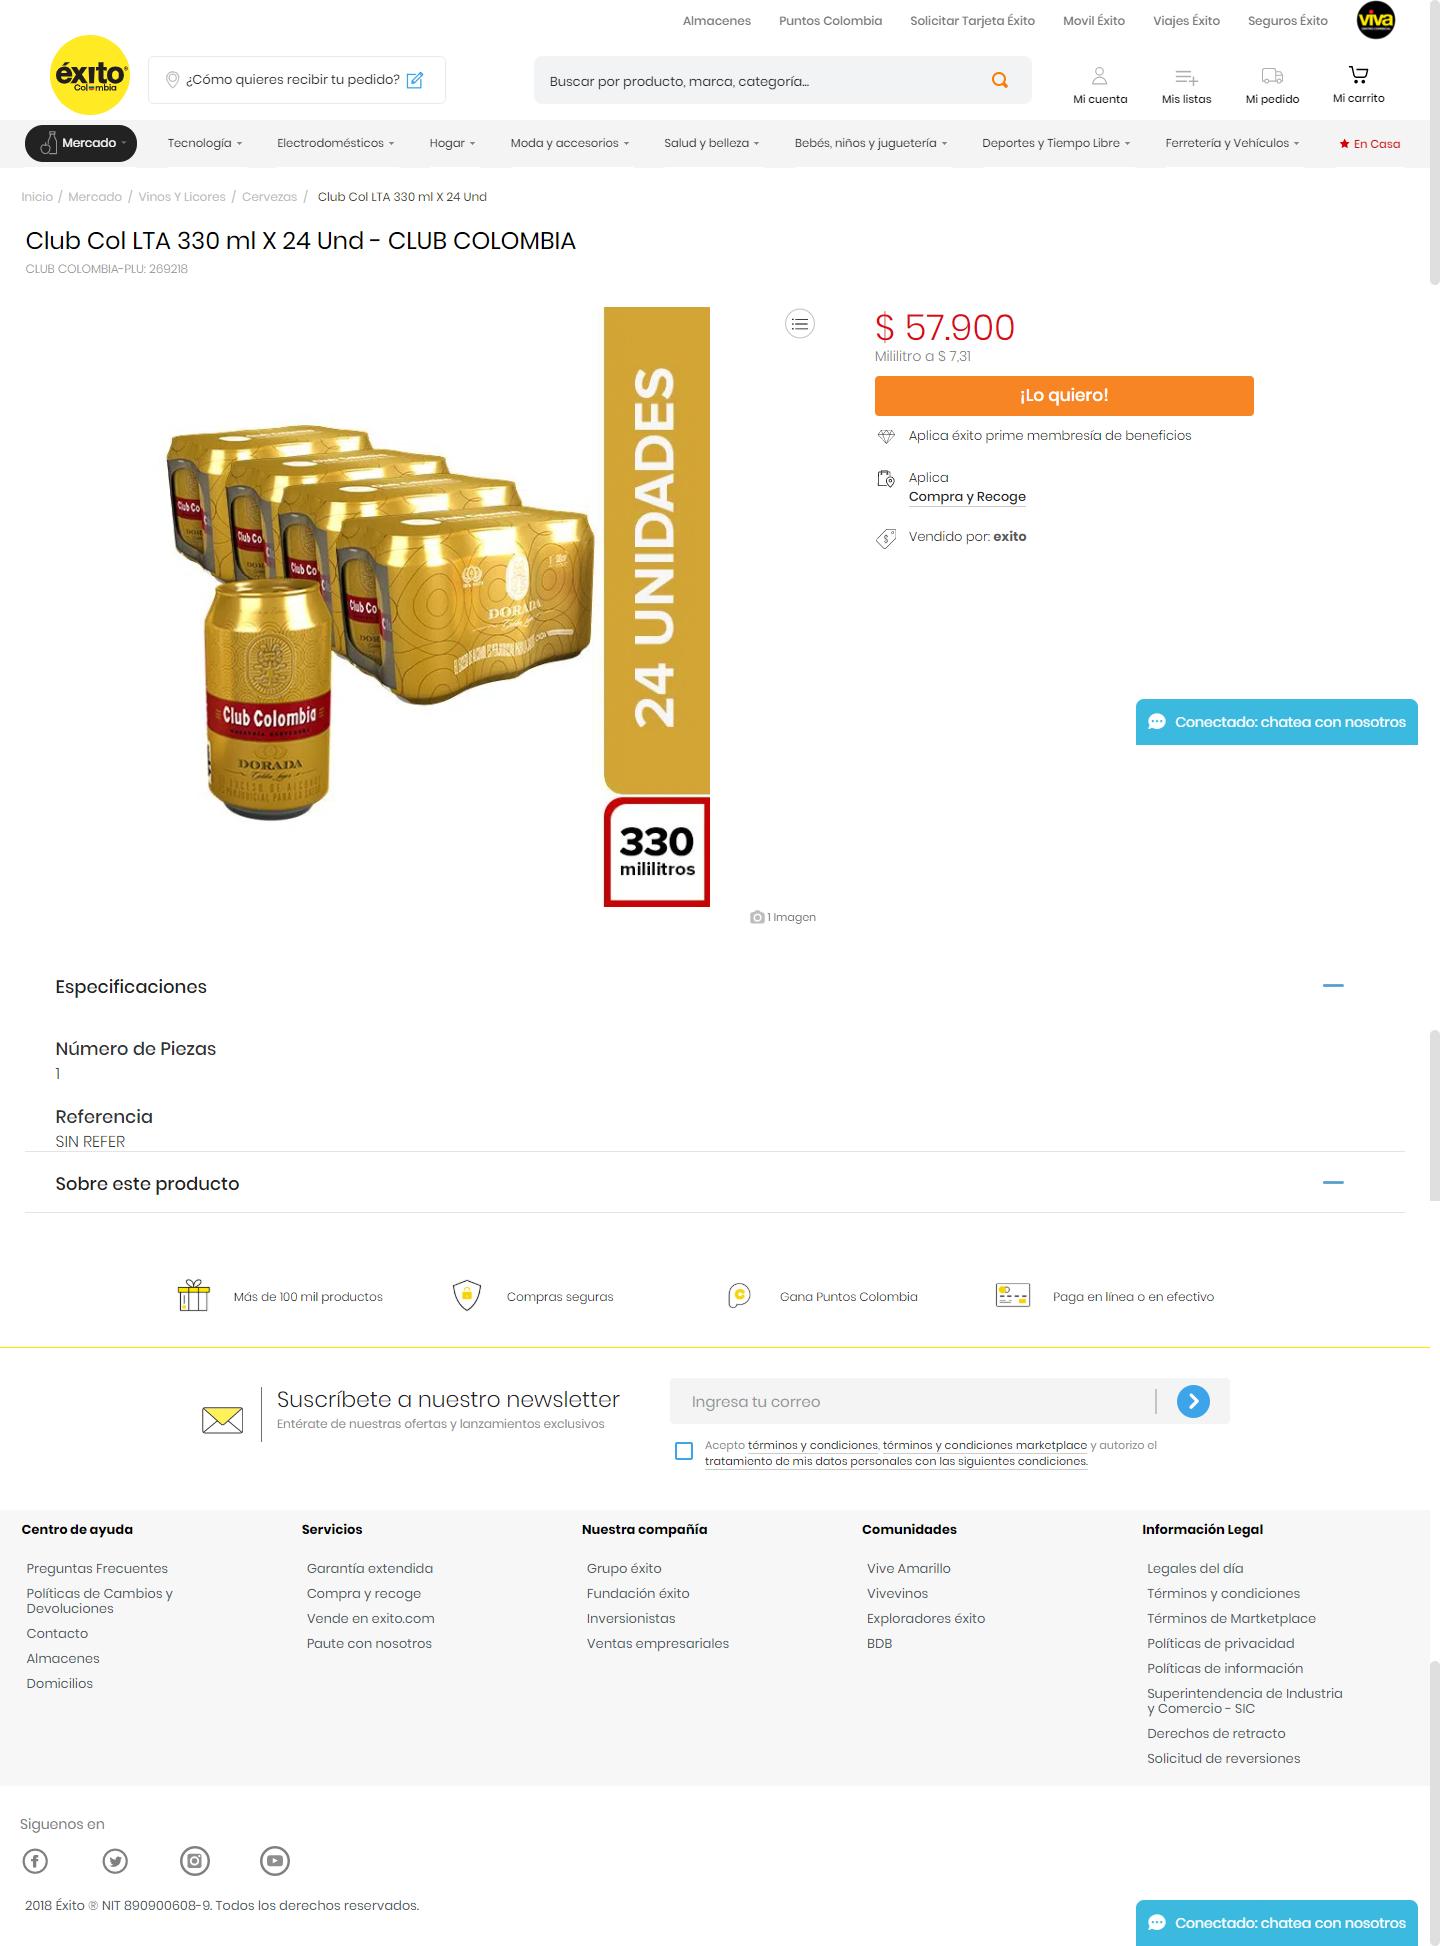 Almacenes
Puntos Colombia
Solicitar Tarjeta Éxito
Movil Éxito
Viajes Éxito
Seguros Éxito
viva
éxito
Colombia
¿Cómo quieres recibir tu pedido?
Buscar por producto, marca, categoría...
Mi cuenta
Mis listas
Mi pedido
Mi carrito
Mercado
Tecnología
Electrodomésticos
Hogar
Moda y accesorios
Salud y belleza
Bebés, niños y juguetería
Deportes y Tiempo Libre
Ferretería y Vehículos
En Casa
Inicio / Mercado / Vinos Y Licores / Cervezas / Club Col LTA 330 ml X 24 Und
Club Col LTA 330 ml X 24 Und - CLUB COLOMBIA
CLUB COLOMBIA-PLU: 269218
24 UNIDADES
Club Col
Club Co
Club Co
Club Co
DORADA
Club Colombia
DORADA
330
mililitros
1 Imagen
$ 57.900
Mililitro a $ 7,31
¡Lo quiero!
Aplica éxito prime membresía de beneficios
Aplica
Compra y Recoge
Vendido por: exito
Conectado: chatea con nosotros
Especificaciones
Número de Piezas
1
Referencia
SIN REFER
Sobre este producto
Más de 100 mil productos
Compras seguras
Gana Puntos Colombia
Paga en línea o en efectivo
Suscríbete a nuestro newsletter
Entérate de nuestras ofertas y lanzamientos exclusivos
Ingresa tu correo
Acepto términos y condiciones, términos y condiciones marketplace y autorizo el
tratamiento de mis datos personales con las siguientes condiciones.
Centro de ayuda
Preguntas Frecuentes
Políticas de Cambios y
Devoluciones
Contacto
Almacenes
Domicilios
Servicios
Garantía extendida
Compra y recoge
Vende en exito.com
Paute con nosotros
Nuestra compañía
Grupo éxito
Fundación éxito
Inversionistas
Ventas empresariales
Comunidades
Vive Amarillo
Vivevinos
Exploradores éxito
BDB
Información Legal
Legales del día
Términos y condiciones
Términos de Martketplace
Políticas de privacidad
Políticas de información
Superintendencia de Industria
y Comercio - SIC
Derechos de retracto
Solicitud de reversiones
Siguenos en
2018 Éxito ® NIT 890900608-9. Todos los derechos reservados.
Conectado: chatea con nosotros